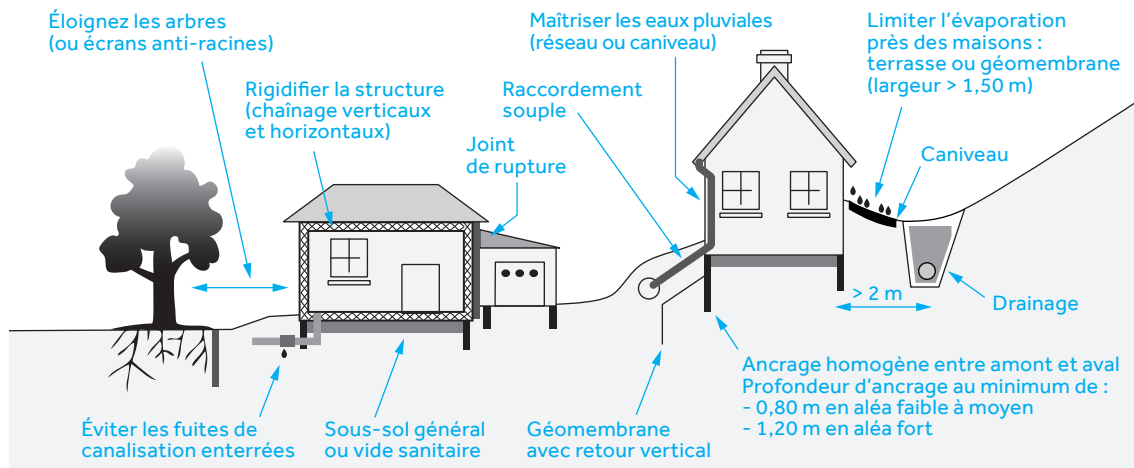 Éloignez les arbres
(ou écrans anti-racines)
Rigidifier la structure
(chaînage verticaux
et horizontaux)
Joint
de rupture
Raccordement
souple
Maîtriser les eaux pluviales
(réseau ou caniveau)
Limiter l’évaporation
près des maisons :
terrasse ou géomembrane
(largeur > 1,50 m)
Caniveau
> 2 m
Drainage
Éviter les fuites de
canalisation enterrées
Sous-sol général
ou vide sanitaire
Géomembrane
avec retour vertical
Ancrage homogène entre amont et aval
Profondeur d’ancrage au minimum de :
- 0,80 m en aléa faible à moyen
- 1,20 m en aléa fort